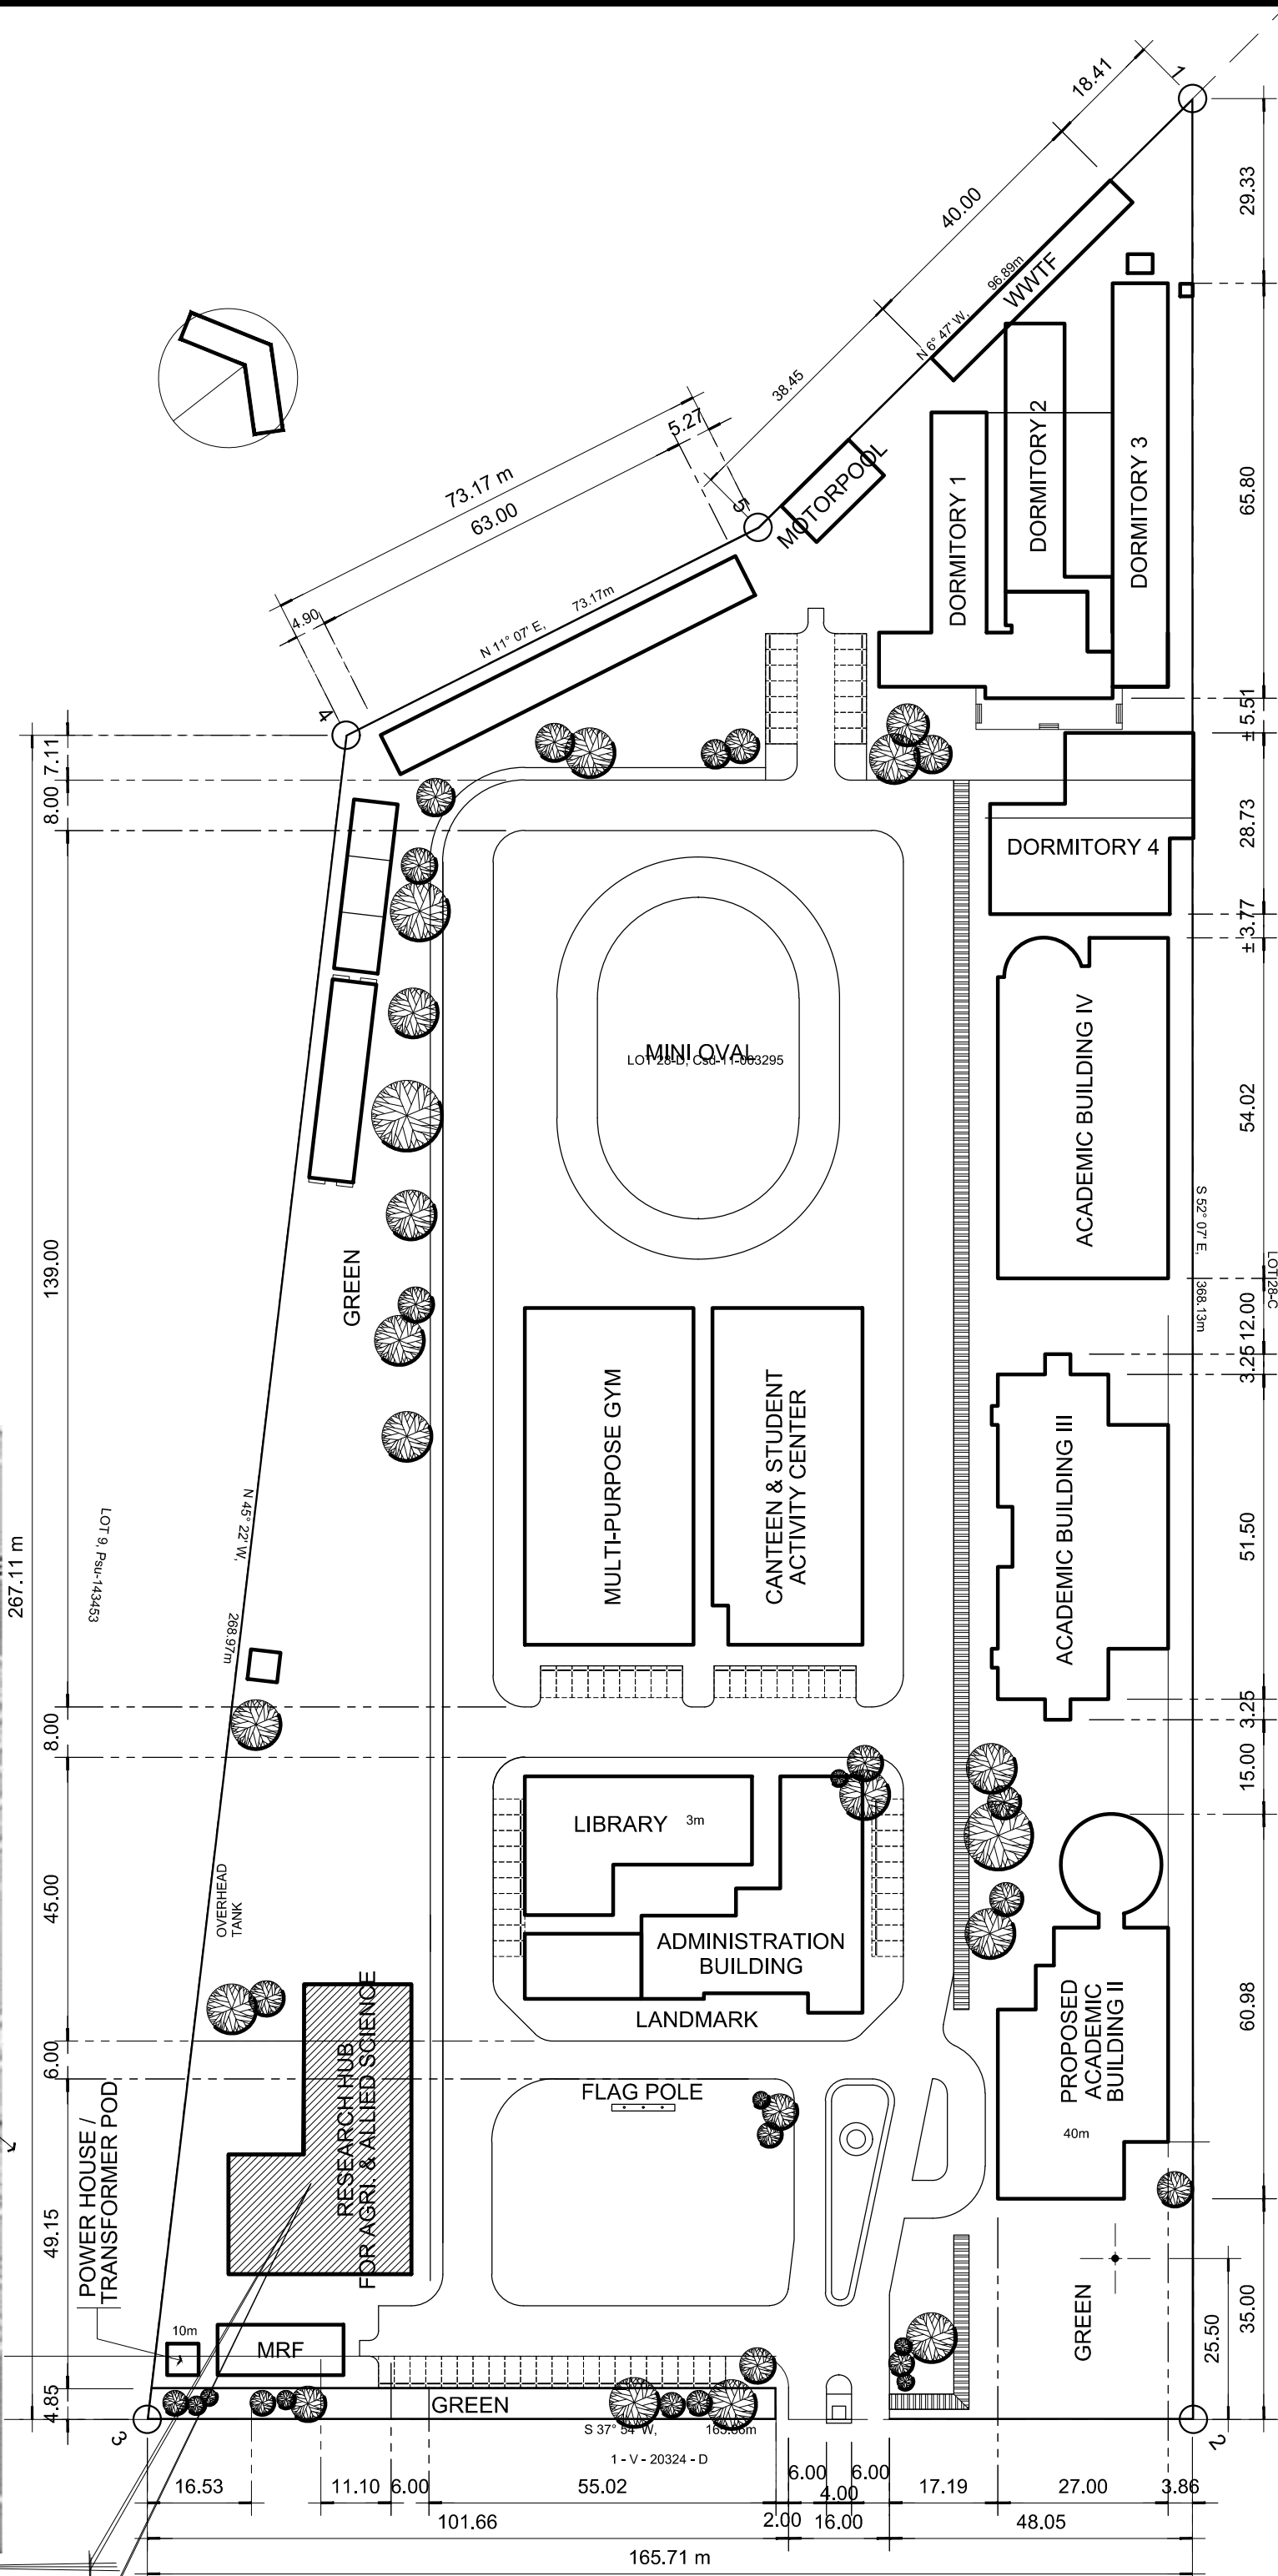 1
18.41
40.00
29.33
96.89m
WWTF
N 6° 47' W,
38.45
5.27
73.17 m
63.00
5
MOTORPOOL
DORMITORY 1
DORMITORY 2
DORMITORY 3
65.80
73.17m
N 11° 07' E,
4.90
4
± 5.51
7.11
8.00
28.73
DORMITORY 4
± 3.77
MINI OVAL
LOT 28-D, Csd-11-003295
ACADEMIC BUILDING IV
54.02
S 52° 07' E,
368.13m
LOT 28-C
139.00
GREEN
12.00
3.25
MULTI-PURPOSE GYM
CANTEEN & STUDENT
ACTIVITY CENTER
ACADEMIC BUILDING III
51.50
N 45° 22' W,
268.97m
LOT 9, Psu-143453
267.11 m
3.25
8.00
15.00
LIBRARY
3m
45.00
OVERHEAD
TANK
ADMINISTRATION
BUILDING
LANDMARK
PROPOSED
ACADEMIC
BUILDING II
40m
60.98
6.00
FLAG POLE
RESEARCH HUB
FOR AGRI. & ALLIED SCIENCE
POWER HOUSE /
TRANSFORMER POD
49.15
10m
MRF
GREEN
35.00
25.50
4.85
GREEN
3
2
S 37° 54' W,
1 - V - 20324 - D
16.53
11.10
6.00
55.02
6.00
4.00
6.00
17.19
27.00
3.86
101.66
2.00
16.00
48.05
165.71 m